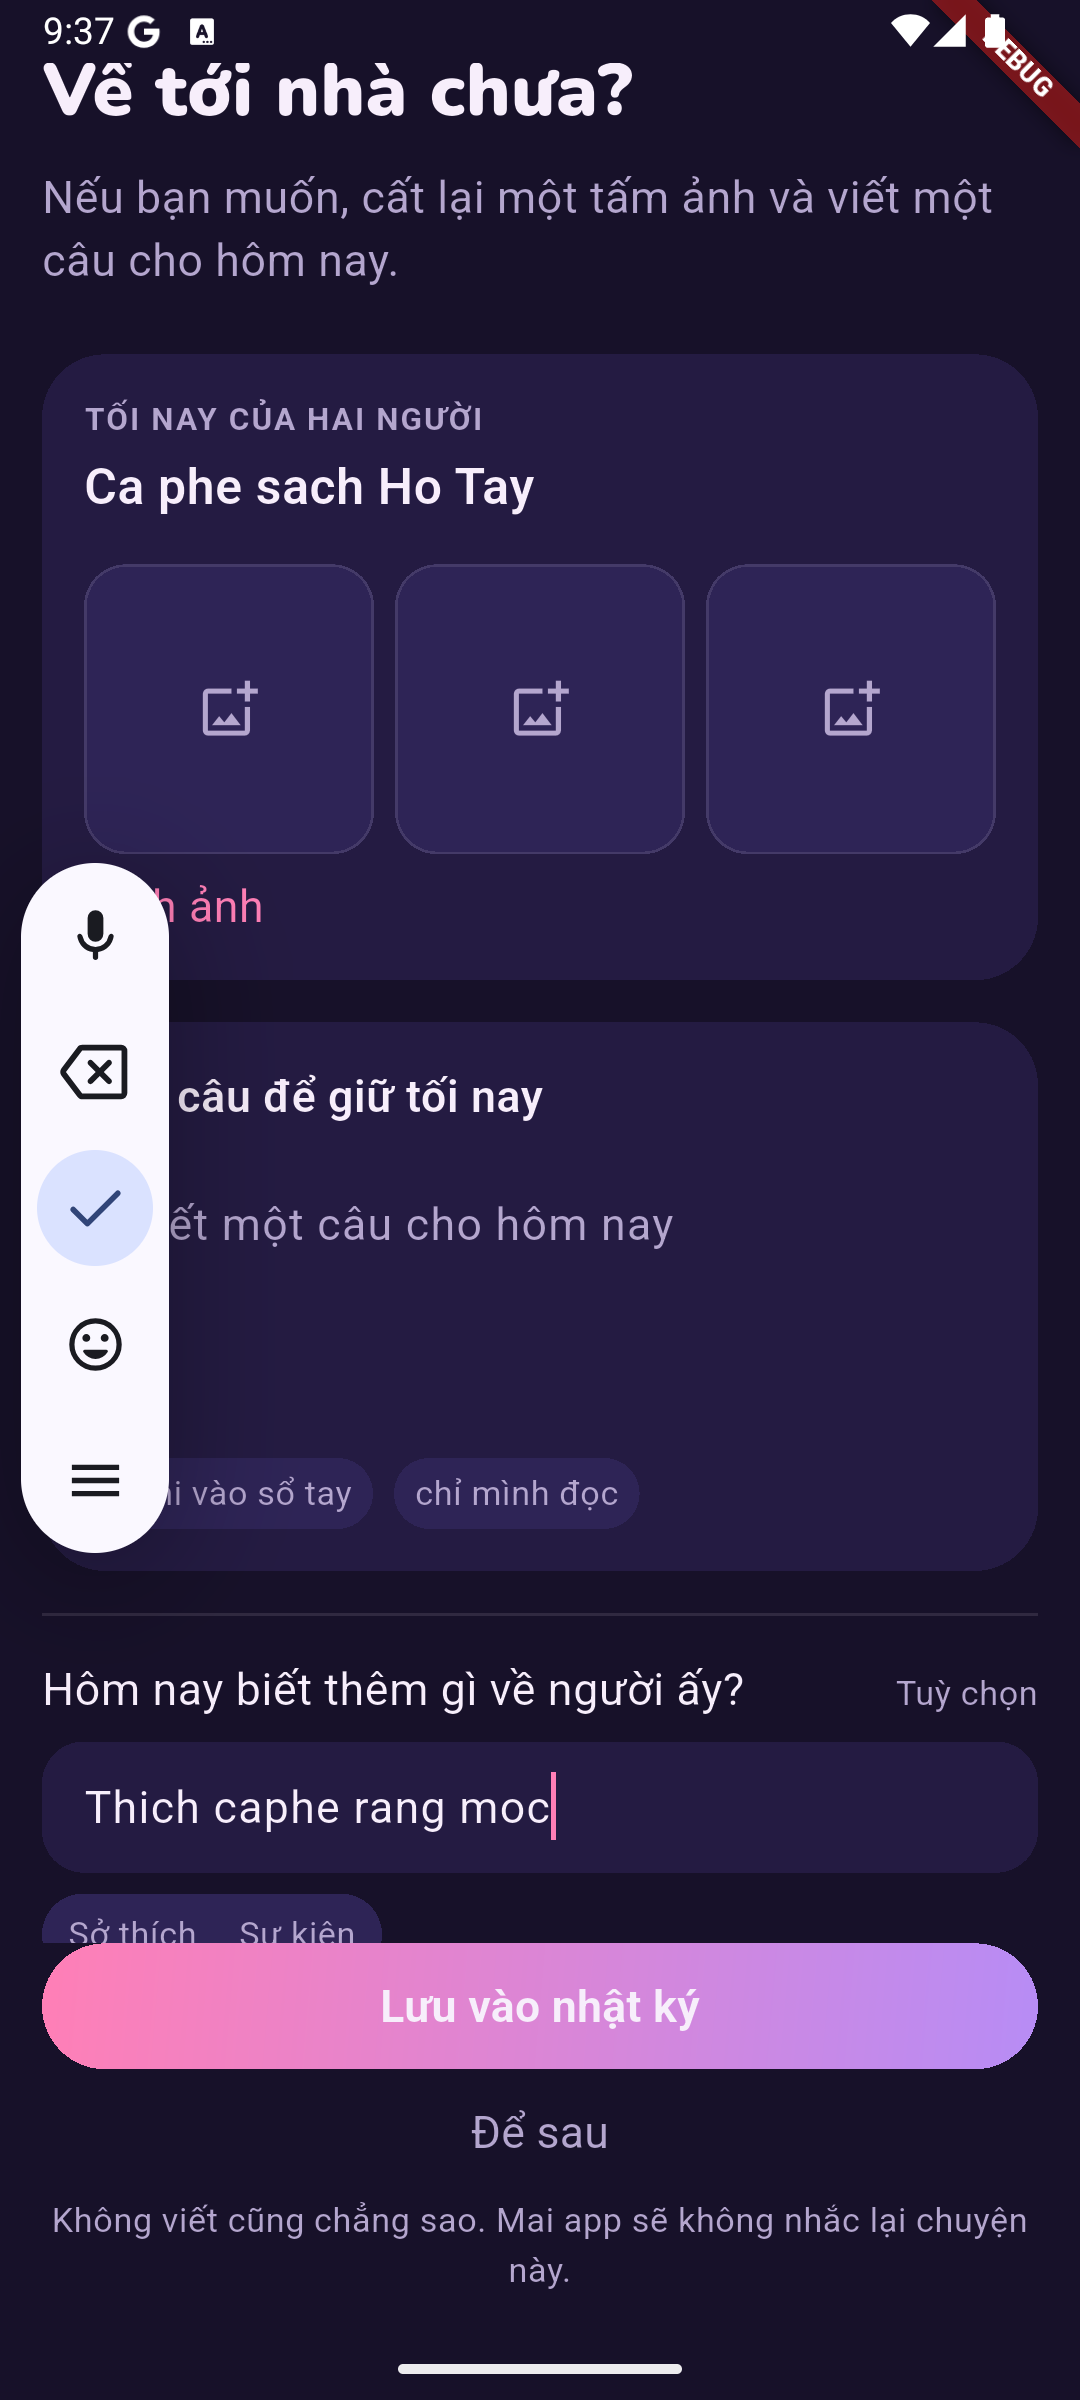 9:37
EBUG
Về tới nhà chưa?
Nếu bạn muốn, cất lại một tấm ảnh và viết một
câu cho hôm nay.
TỐI NAY CỦA HAI NGƯỜI
Ca phe sach Ho Tay
ảnh
câu để giữ tối nay
một câu cho hôm nay
vào sổ tay
chỉ mình đọc
Hôm nay biết thêm gì về người ấy?
Tuỳ chọn
Thich caphe rang moc
Sở thích
Sự kiện
Lưu vào nhật ký
Để sau
Không viết cũng chẳng sao. Mai app sẽ không nhắc lại chuyện
này.